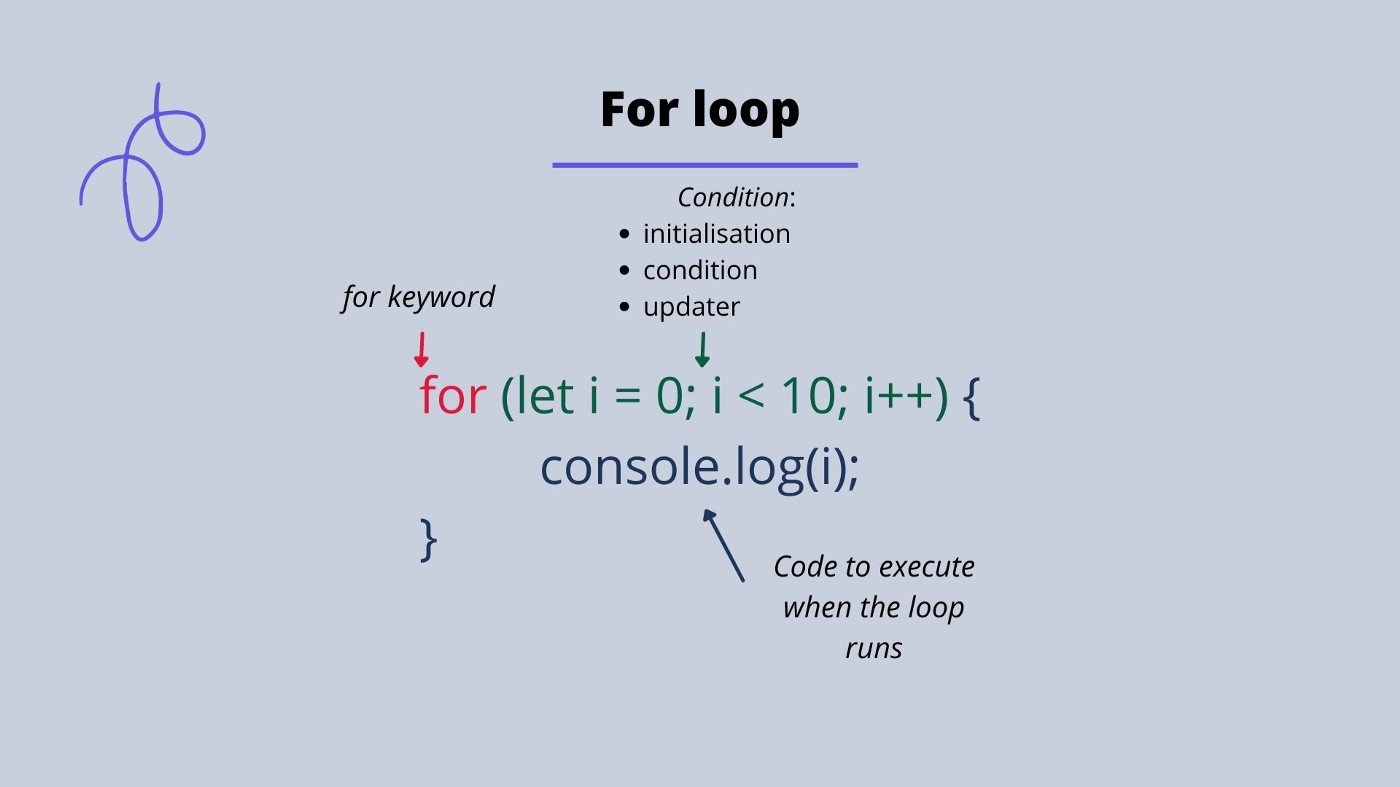 For loop
Condition:
• initialisation
• condition
• updater
for keyword
for (let i = 0; i < 10; i++) {
console.log(i);
}
Code to execute
when the loop
runs